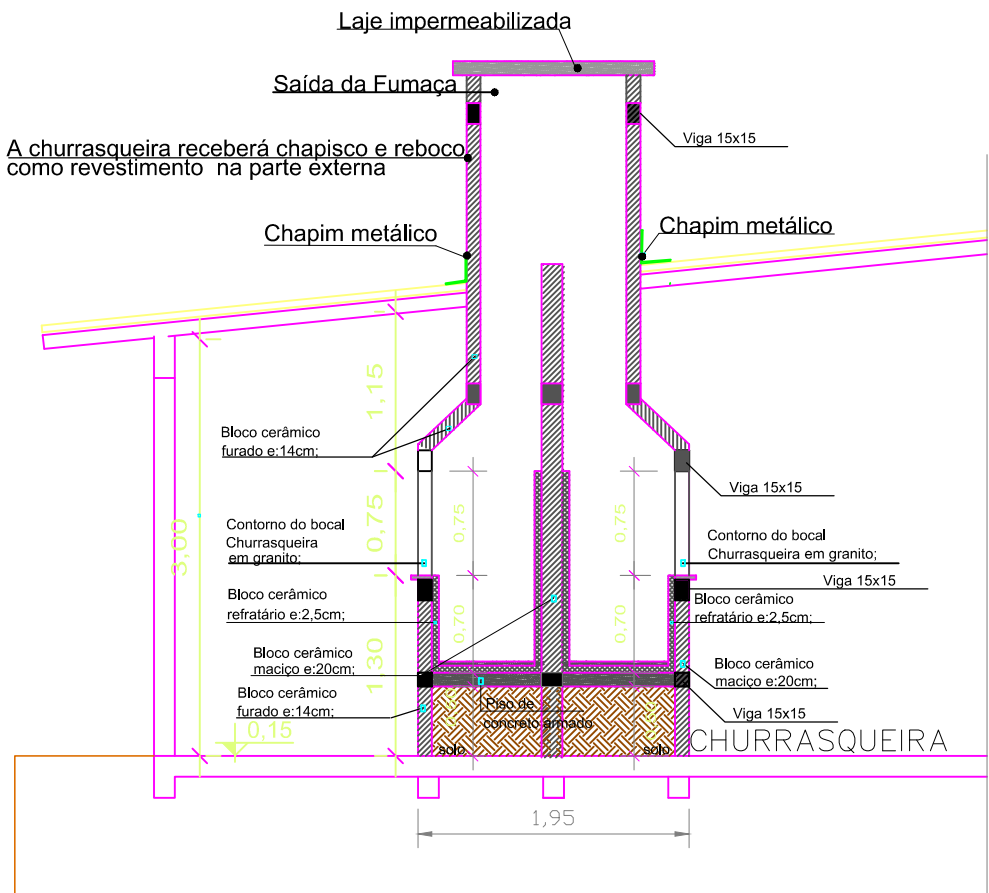 Laje impermeabilizada
Saída da Fumaça
Viga 15x15
A churrasqueira receberá chapisco e reboco
como revestimento na parte externa
Chapim metálico
Chapim metálico
1,15
Bloco cerâmico
furado e:14cm;
Viga 15x15
3,00
0,75
0,75
0,75
Contorno do bocal
Churrasqueira
em granito;
Contorno do bocal
Churrasqueira em granito;
Viga 15x15
Bloco cerâmico
refratário e:2,5cm;
Bloco cerâmico
refratário e:2,5cm;
0,70
0,70
1,30
Bloco cerâmico
maciço e:20cm;
Bloco cerâmico
maciço e:20cm;
Bloco cerâmico
furado e:14cm;
Piso de
concreto armado
Viga 15x15
0,15
solo
solo
CHURRASQUEIRA
1,95